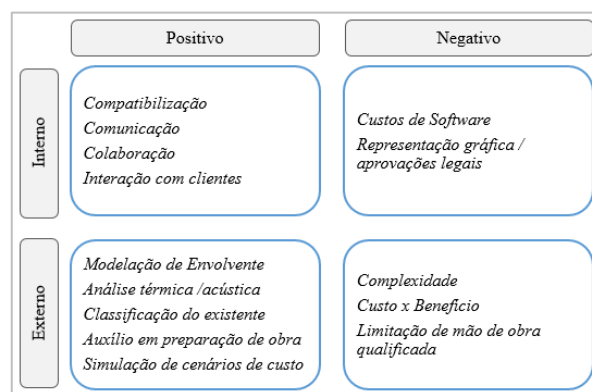 Positivo
Negativo
Interno
Compatibilização
Comunicação
Colaboração
Interação com clientes
Custos de Software
Representação gráfica /
aprovações legais
Externo
Modelação de Envolvente
Análise térmica /acústica
Classificação do existente
Auxílio em preparação de obra
Simulação de cenários de custo
Complexidade
Custo x Benefício
Limitação de mão de obra
qualificada